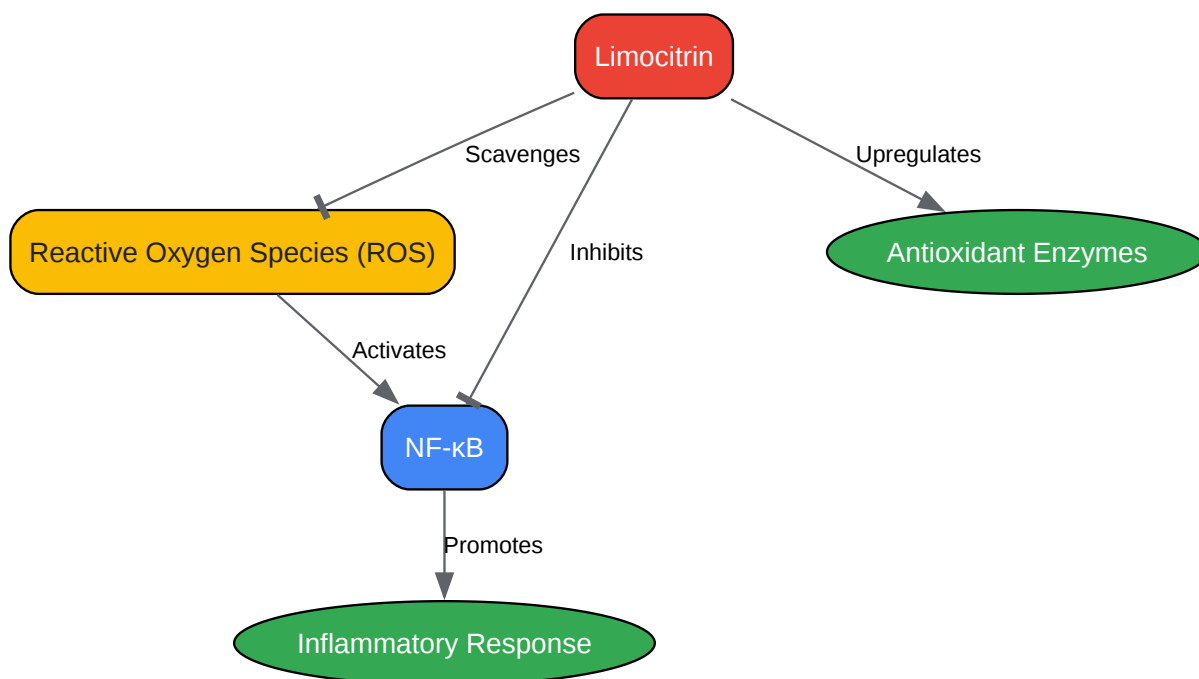 Limocitrin
Scavenges
Upregulates
Reactive Oxygen Species (ROS)
Inhibits
Antioxidant Enzymes
Activates
NF-κB
Promotes
Inflammatory Response